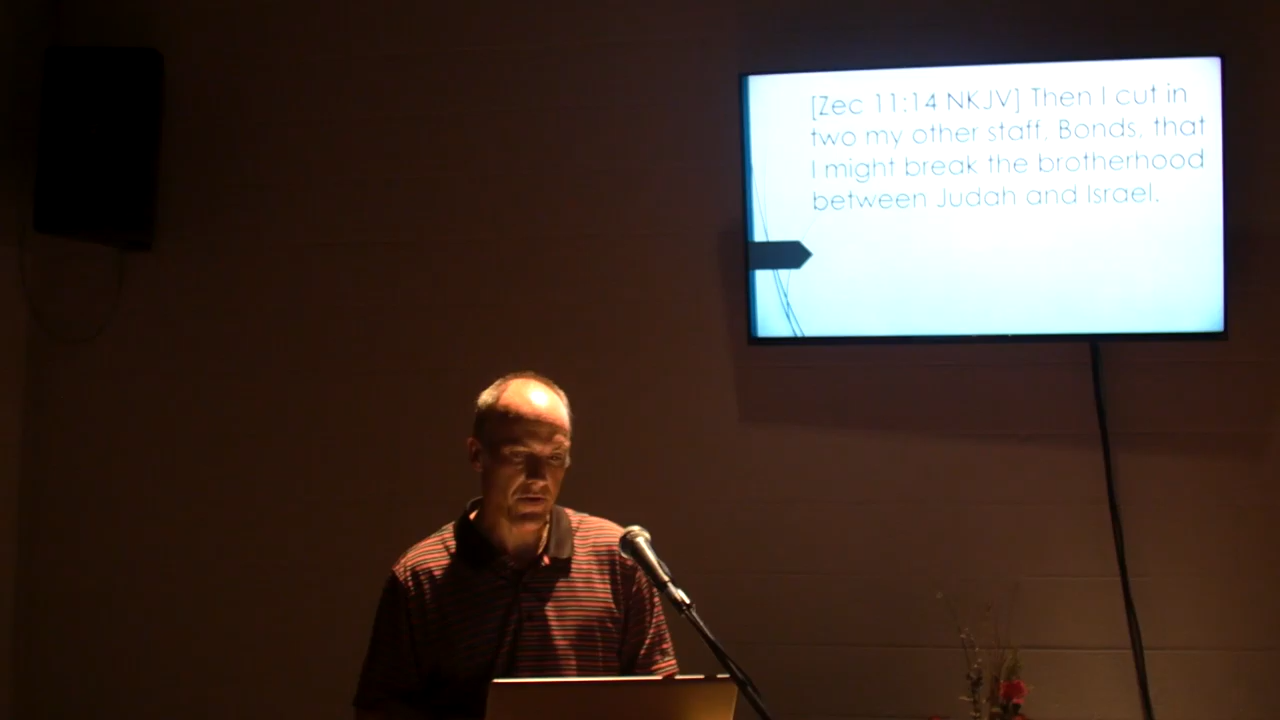 [Zec 11:14 NKJV] Then I cut in
two my other staff, Bonds, that
I might break the brotherhood
between Judah and Israel.